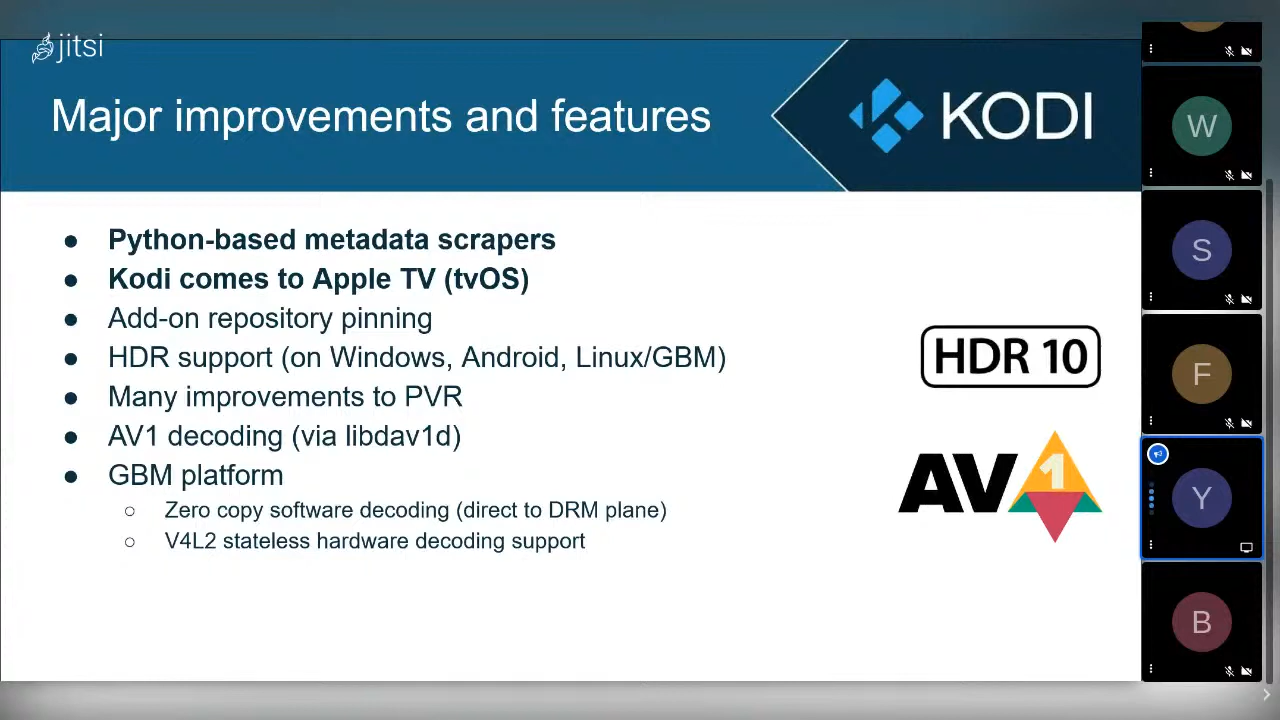 jitsi
Major improvements and features
KODI
● Python-based metadata scrapers
● Kodi comes to Apple TV (tvOS)
● Add-on repository pinning
● HDR support (on Windows, Android, Linux/GBM)
● Many improvements to PVR
● AV1 decoding (via libdav1d)
● GBM platform
○ Zero copy software decoding (direct to DRM plane)
○ V4L2 stateless hardware decoding support
HDR 10
AV1
W
S
F
Y
B